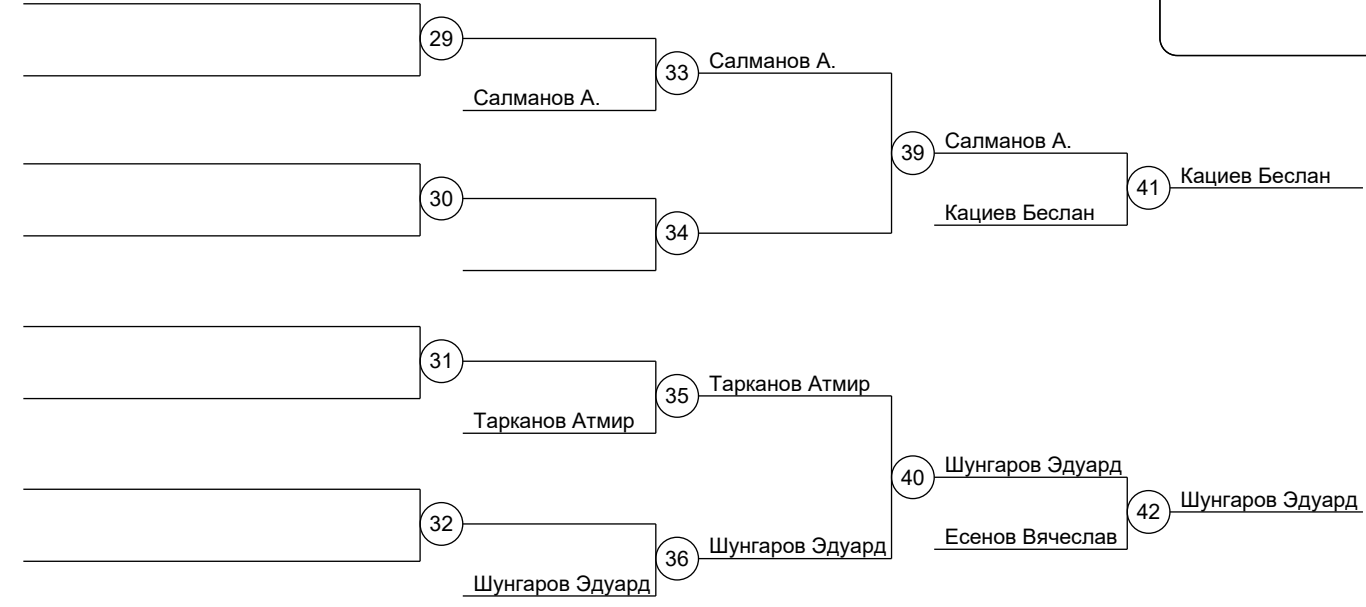 29
Салманов А.
33
Салманов А.
39
Салманов А.
Кациев Беслан
41
Кациев Беслан
30
34
31
Тарканов Атмир
35
Тарканов Атмир
40
Шунгаров Эдуард
Есенов Вячеслав
42
Шунгаров Эдуард
32
Шунгаров Эдуард
36
Шунгаров Эдуард